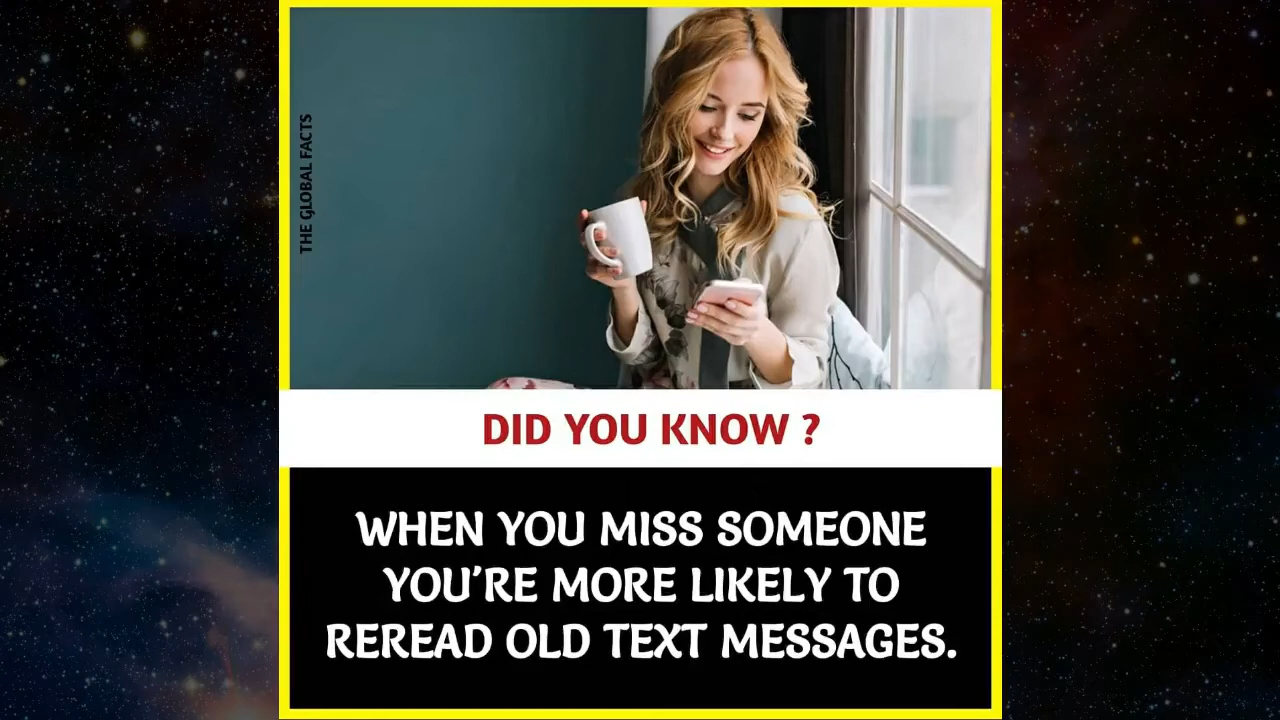 THE GLOBAL FACTS
DID YOU KNOW ?
WHEN YOU MISS SOMEONE
YOU'RE MORE LIKELY TO
REREAD OLD TEXT MESSAGES.